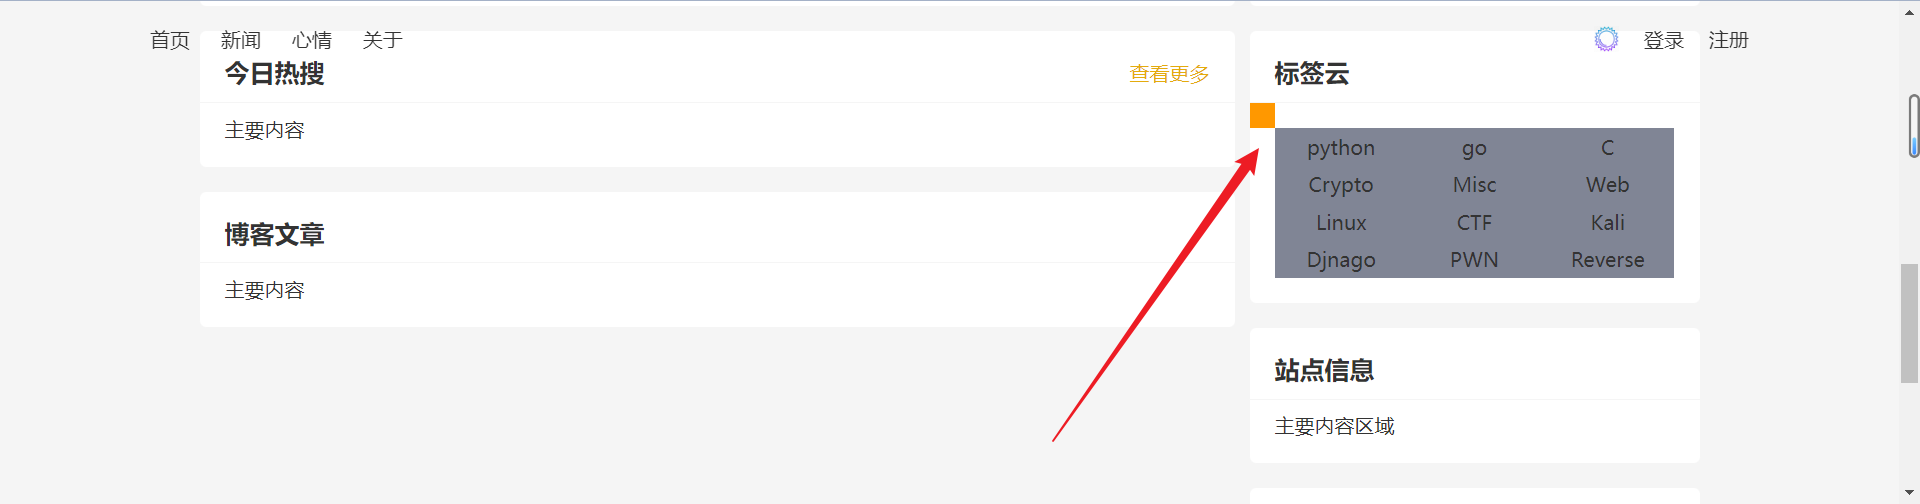 首页 新闻 心情 关于 登录 注册
今日热搜 查看更多
主要内容
博客文章
主要内容
标签云
python go C
Crypto Misc Web
Linux CTF Kali
Djnago PWN Reverse
站点信息
主要内容区域